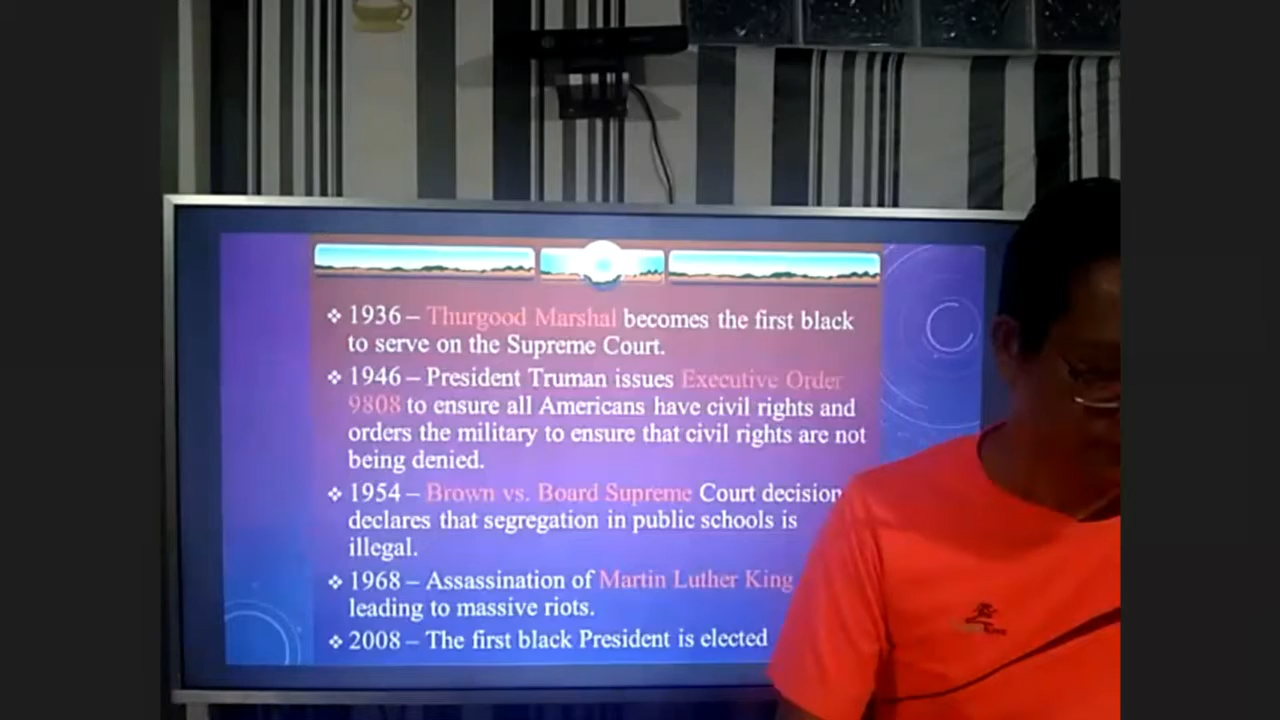 ❖ 1936 – Thurgood Marshal becomes the first black
to serve on the Supreme Court.
❖ 1946 – President Truman issues Executive Order
9808 to ensure all Americans have civil rights and
orders the military to ensure that civil rights are not
being denied.
❖ 1954 – Brown vs. Board Supreme Court decision
declares that segregation in public schools is
illegal.
❖ 1968 – Assassination of Martin Luther King
leading to massive riots.
❖ 2008 – The first black President is elected